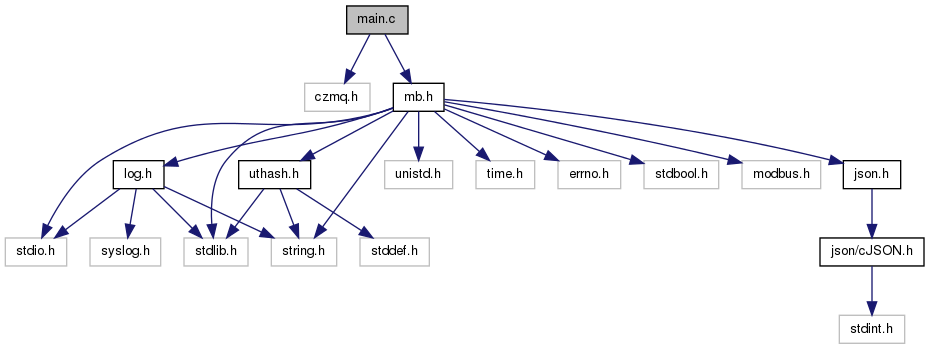 main.c
czmq.h
mb.h
log.h
uthash.h
unistd.h
time.h
errno.h
stdbool.h
modbus.h
json.h
stdio.h
syslog.h
stdlib.h
string.h
stddef.h
json/cJSON.h
stdint.h